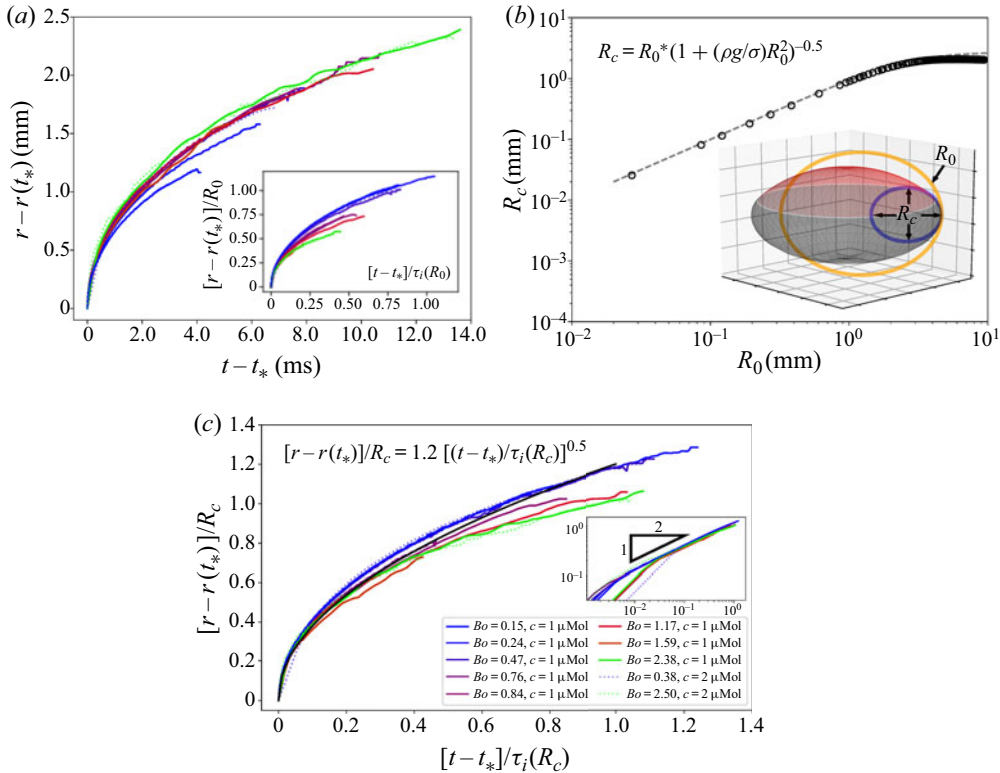 (a)
2.5
2.0
1.5
1.0
0.5
0
r – r(t*) (mm)
0 2.0 4.0 6.0 8.0 10.0 12.0 14.0
t – t* (ms)
1.00
0.75
0.50
0.25
0
[r – r(t*)]/R0
[t – t*]/τi(R0)
0 0.25 0.50 0.75 1.00
(b)
10^1
10^0
10^−1
10^−2
10^−3
10^−4
Rc (mm)
Rc = R0*(1 + (ρg/σ)R0^2)^−0.5
R0
Rc
10^−2 10^−1 10^0 10^1
R0 (mm)
(c)
1.4
1.2
1.0
0.8
0.6
0.4
0.2
0
[r – r(t*)]/Rc
[r – r(t*)]/Rc = 1.2 [(t – t*)/τi(Rc)]^0.5
10^0
10^−1
2
1
10^−2 10^−1 10^0
Bo = 0.15, c = 1 μMol
Bo = 0.24, c = 1 μMol
Bo = 0.47, c = 1 μMol
Bo = 0.76, c = 1 μMol
Bo = 0.84, c = 1 μMol
Bo = 1.17, c = 1 μMol
Bo = 1.59, c = 1 μMol
Bo = 2.38, c = 1 μMol
Bo = 0.38, c = 2 μMol
Bo = 2.50, c = 2 μMol
0 0.2 0.4 0.6 0.8 1.0 1.2 1.4
[t – t*]/τi(Rc)